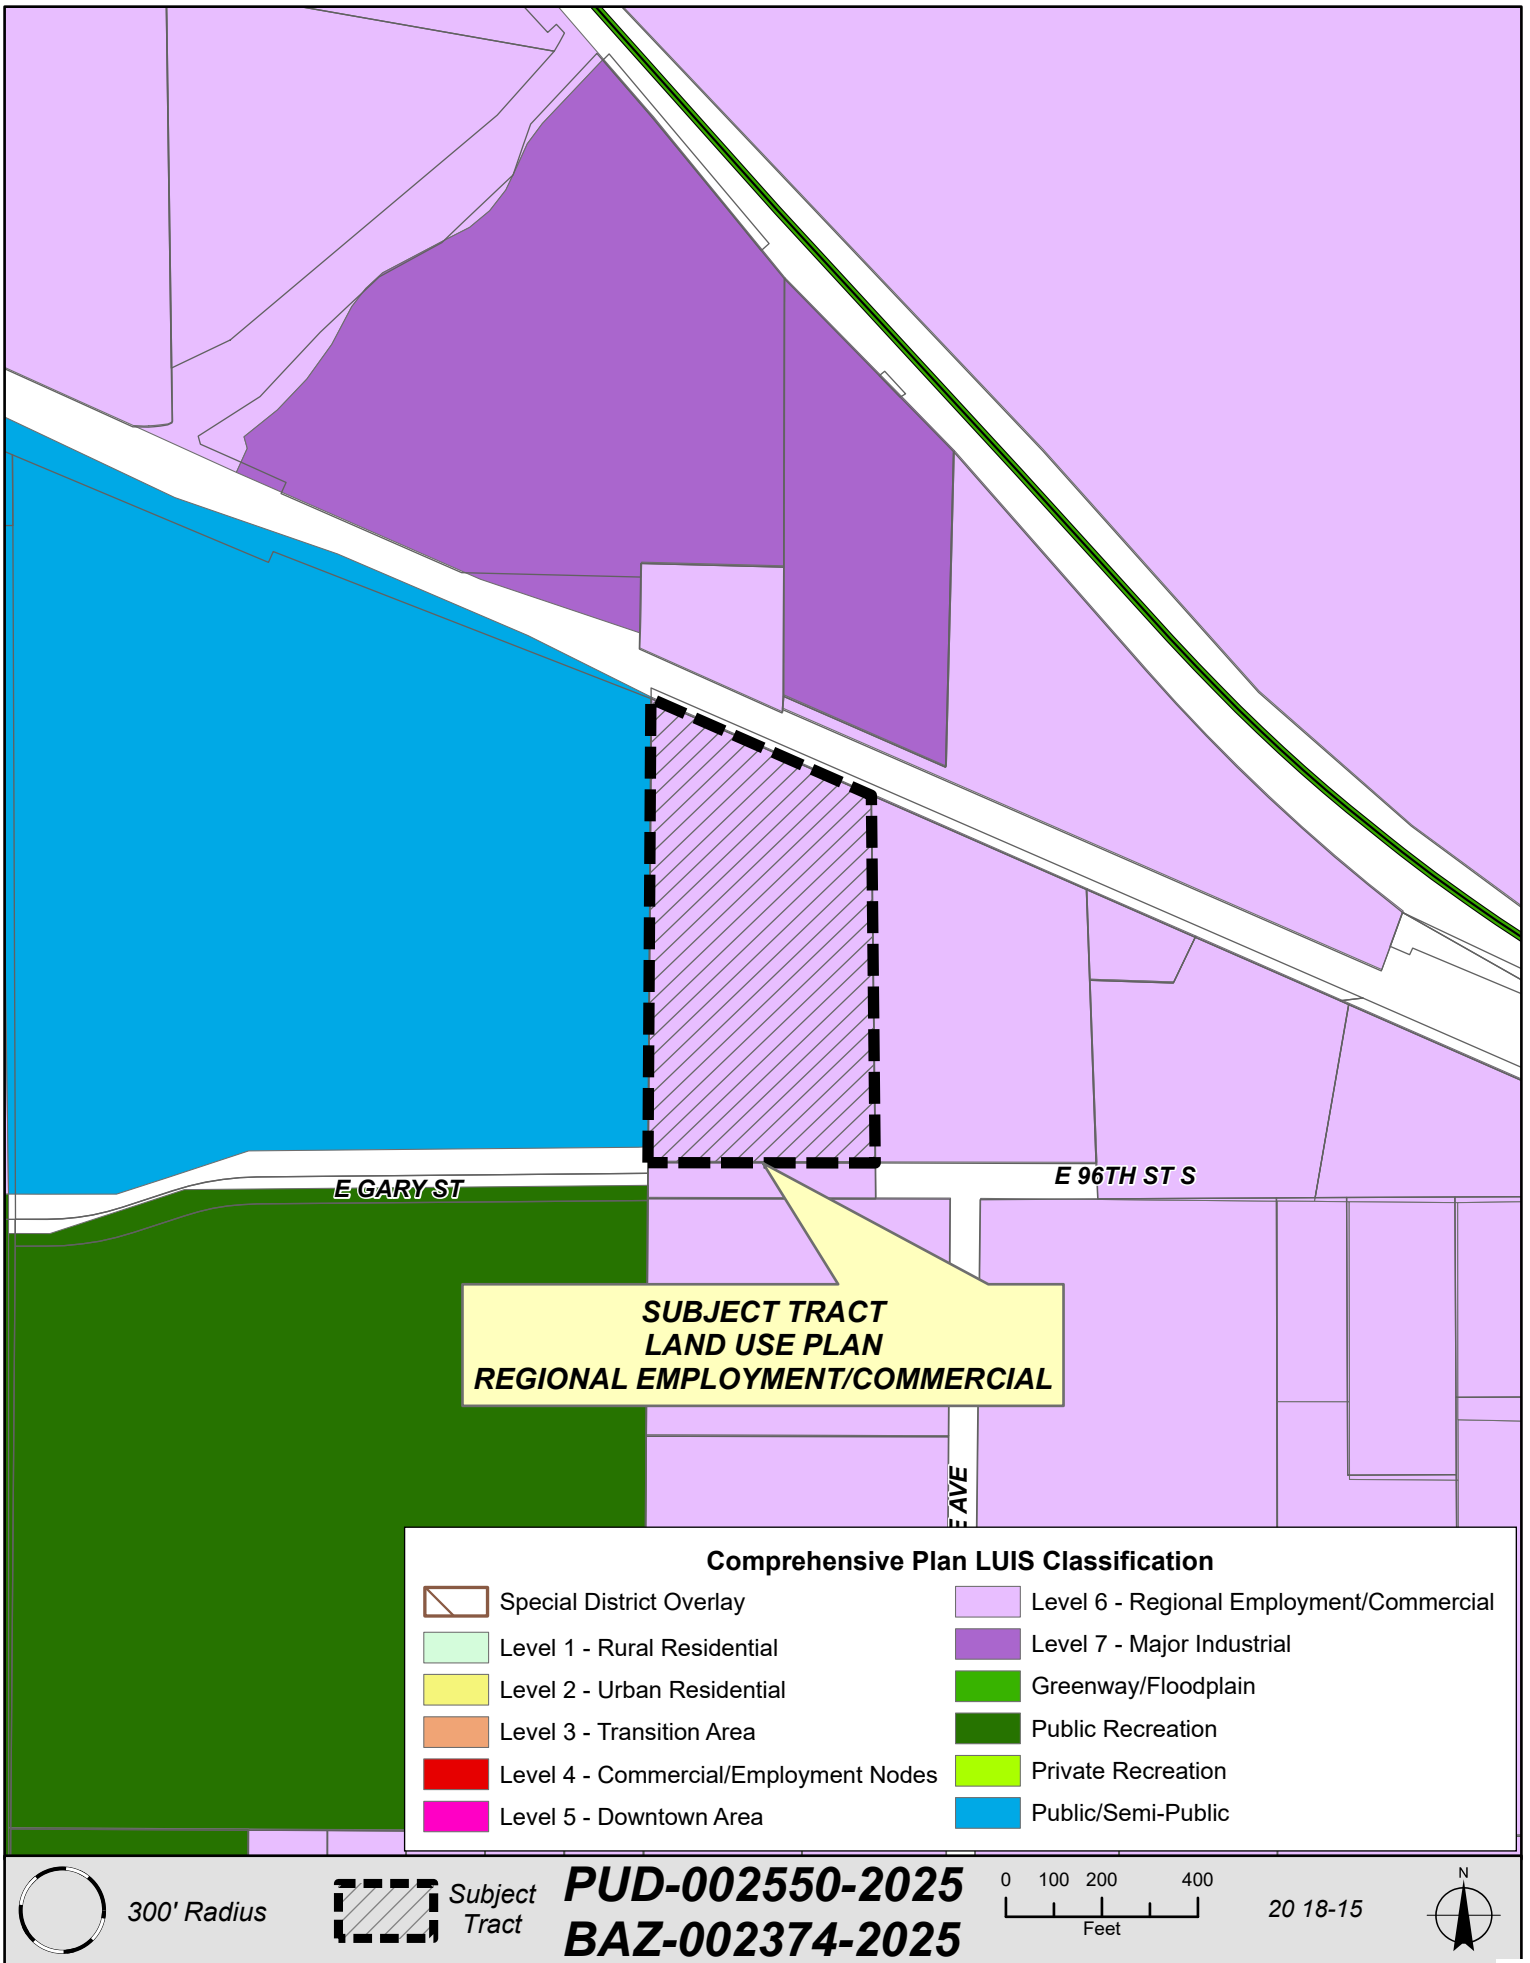 E GARY ST
E 96TH ST S
SUBJECT TRACT
LAND USE PLAN
REGIONAL EMPLOYMENT/COMMERCIAL
AVE
Comprehensive Plan LUIS Classification
Special District Overlay
Level 1 - Rural Residential
Level 2 - Urban Residential
Level 3 - Transition Area
Level 4 - Commercial/Employment Nodes
Level 5 - Downtown Area
Level 6 - Regional Employment/Commercial
Level 7 - Major Industrial
Greenway/Floodplain
Public Recreation
Private Recreation
Public/Semi-Public
300' Radius
Subject
Tract
PUD-002550-2025
BAZ-002374-2025
0 100 200 400
Feet
20 18-15
N